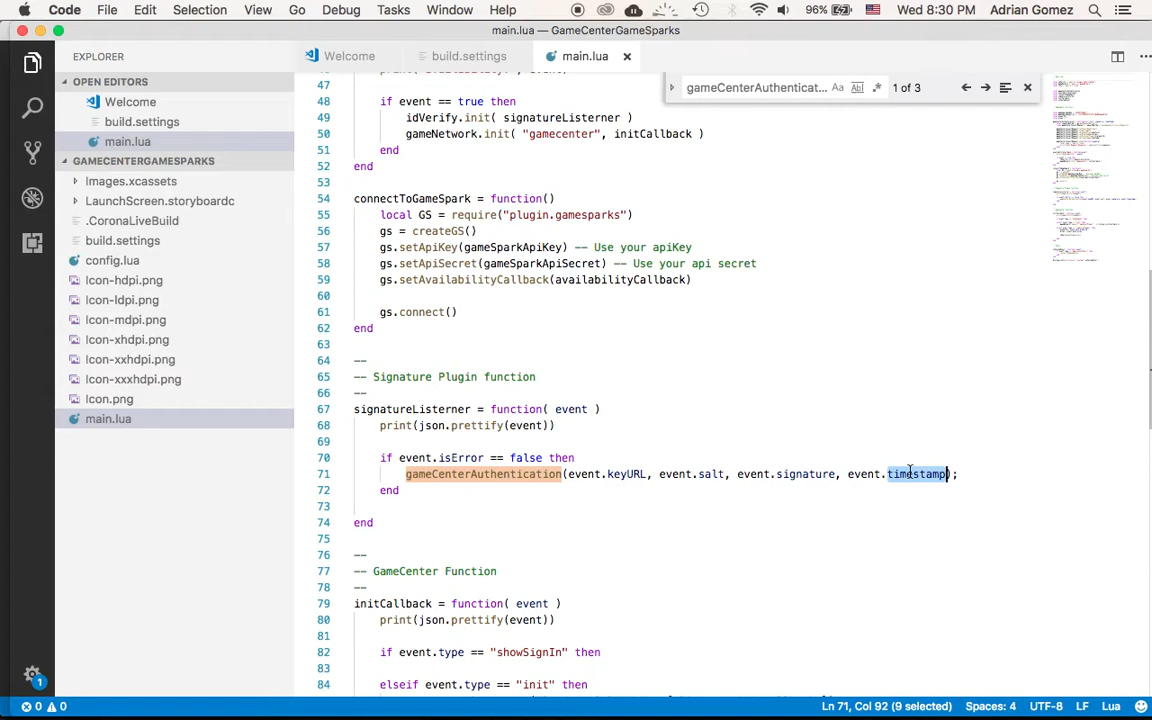 Code File Edit Selection View Go Debug Tasks Window Help 96% Wed 8:30 PM Adrian Gomez
main.lua — GameCenterGameSparks
EXPLORER
Welcome build.settings main.lua
OPEN EDITORS
Welcome
build.settings
main.lua
GAMECENTERGAMESPARKS
Images.xcassets
LaunchScreen.storyboardc
.CoronaLiveBuild
build.settings
config.lua
Icon-hdpi.png
Icon-ldpi.png
Icon-mdpi.png
Icon-xhdpi.png
Icon-xxhdpi.png
Icon-xxxhdpi.png
Icon.png
main.lua
gameCenterAuthenticat... Aa Abl .* 1 of 3
47
48 if event == true then
49 idVerify.init( signatureListerner )
50 gameNetwork.init( "gamecenter", initCallback )
51 end
52 end
53
54 connectToGameSpark = function()
55 local GS = require("plugin.gamesparks")
56 gs = createGS()
57 gs.setApiKey(gameSparkApiKey) -- Use your apiKey
58 gs.setApiSecret(gameSparkApiSecret) -- Use your api secret
59 gs.setAvailabilityCallback(availabilityCallback)
60
61 gs.connect()
62 end
63
64 --
65 -- Signature Plugin function
66 --
67 signatureListerner = function( event )
68 print(json.prettify(event))
69
70 if event.isError == false then
71 gameCenterAuthentication(event.keyURL, event.salt, event.signature, event.timestamp);
72 end
73
74 end
75
76 --
77 -- GameCenter Function
78 --
79 initCallback = function( event )
80 print(json.prettify(event))
81
82 if event.type == "showSignIn" then
83
84 elseif event.type == "init" then
1
0 0 Ln 71, Col 92 (9 selected) Spaces: 4 UTF-8 LF Lua